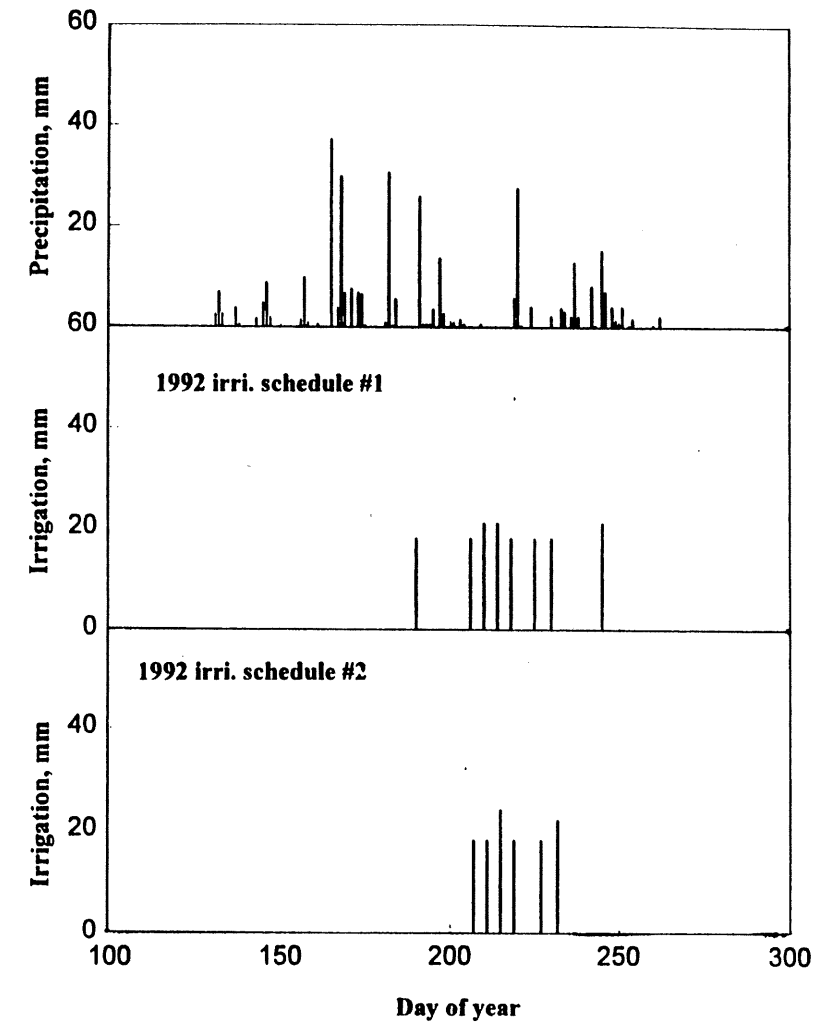 60
Precipitation, mm
40
20
60
1992 irri. schedule #1
Irrigation, mm
40
20
0
1992 irri. schedule #2
Irrigation, mm
40
20
0
100 150 200 250 300
Day of year